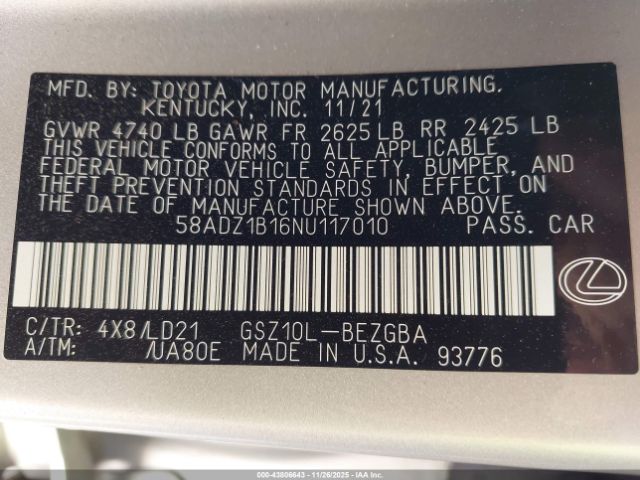 MFD. BY: TOYOTA MOTOR MANUFACTURING.
KENTUCKY, INC. 11/21
GVWR 4740 LB GAWR FR 2625 LB RR 2425 LB
THIS VEHICLE CONFORMS TO ALL APPLICABLE
FEDERAL MOTOR VEHICLE SAFETY, BUMPER, AND
THEFT PREVENTION STANDARDS IN EFFECT ON
THE DATE OF MANUFACTURE SHOWN ABOVE.
58ADZ1B16NU117010 PASS. CAR
C/TR: 4X8/LD21 GSZ10L-BEZGBA
A/TM: /UA80E MADE IN U.S.A. 93776
000-43806643 | 11/26/2025 | IAA Inc.